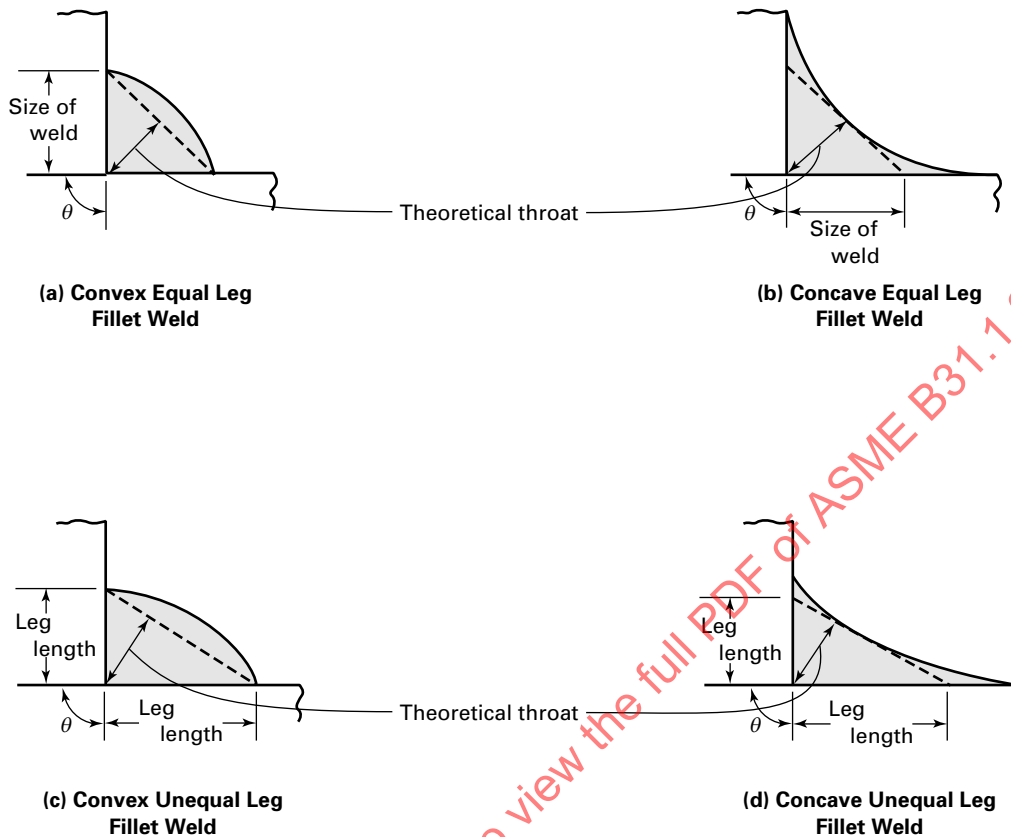 Size of
weld
θ
Theoretical throat
θ
Size of
weld
(a) Convex Equal Leg
Fillet Weld
(b) Concave Equal Leg
Fillet Weld
Leg
length
θ
Leg
length
Theoretical throat
Leg
length
θ
Leg
length
(c) Convex Unequal Leg
Fillet Weld
(d) Concave Unequal Leg
Fillet Weld
view the full PDF of ASME B31.1